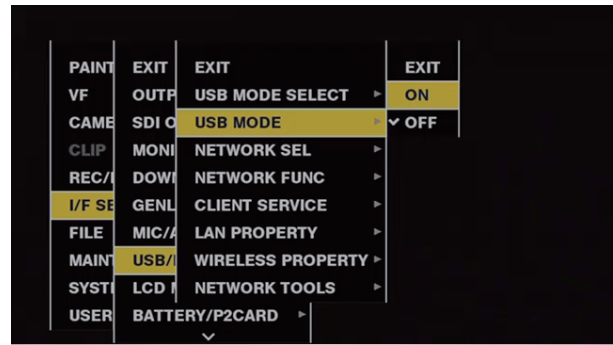 PAINT
VF
CAME
CLIP
REC/
I/F SE
FILE
MAIN
SYST
USER
EXIT
OUTP
SDI O
MONI
DOW
GENL
MIC/
USB/
LCD
BATTERY/P2CARD
EXIT
USB MODE SELECT
USB MODE
NETWORK SEL
NETWORK FUNC
CLIENT SERVICE
LAN PROPERTY
WIRELESS PROPERTY
NETWORK TOOLS
EXIT
ON
OFF